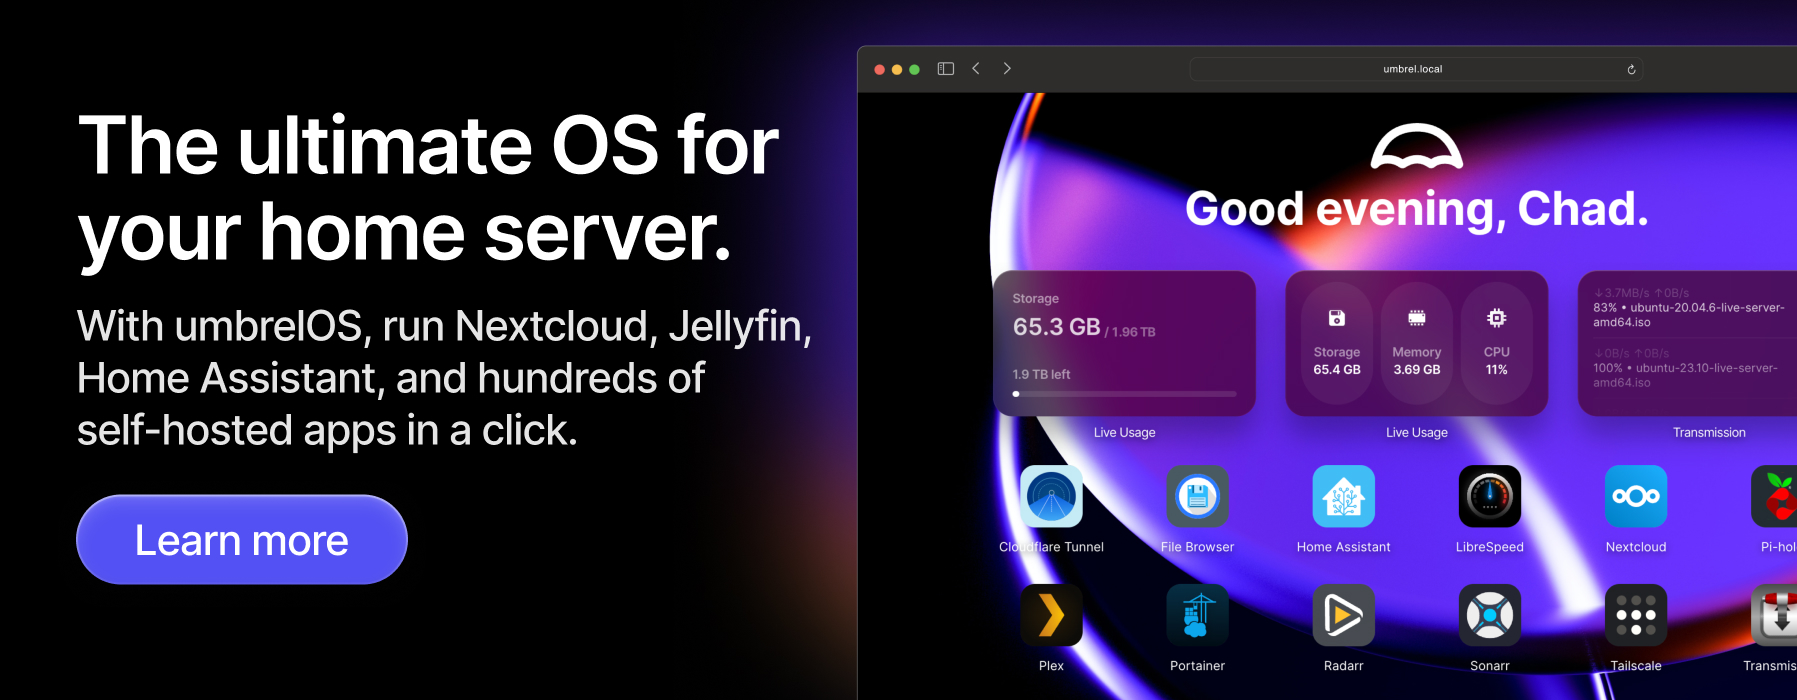 The ultimate OS for
your home server.
With umbrelOS, run Nextcloud, Jellyfin,
Home Assistant, and hundreds of
self-hosted apps in a click.
Learn more
umbrel.local
Good evening, Chad.
Storage
65.3 GB / 1.96 TB
1.9 TB left
Live Usage
Storage
65.4 GB
Memory
3.69 GB
CPU
11%
Live Usage
↓3.7MB/s ↑0B/s
83% • ubuntu-20.04.6-live-server-
amd64.iso
↓0B/s ↑0B/s
100% • ubuntu-23.10-live-server-
amd64.iso
Transmission
Cloudflare Tunnel
File Browser
Home Assistant
LibreSpeed
Nextcloud
Pi-hol
Plex
Portainer
Radarr
Sonarr
Tailscale
Transmis